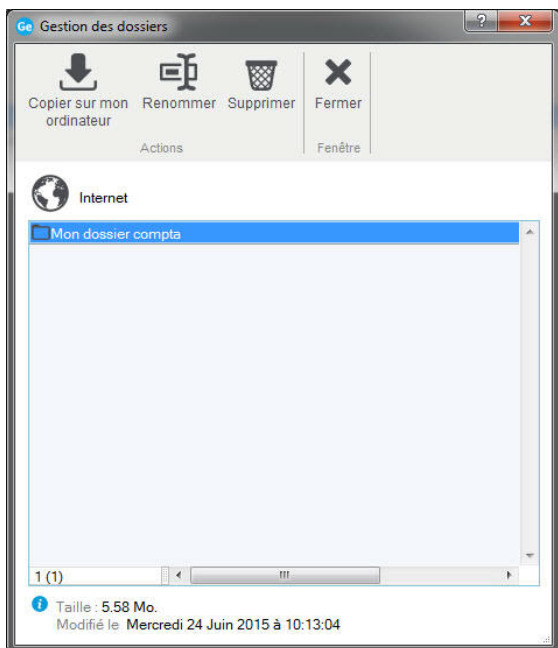 Ge Gestion des dossiers ? X
Copier sur mon ordinateur Renommer Supprimer Fermer
Actions Fenêtre
Internet
Mon dossier compta
1 (1)
Taille : 5.58 Mo.
Modifié le Mercredi 24 Juin 2015 à 10:13:04